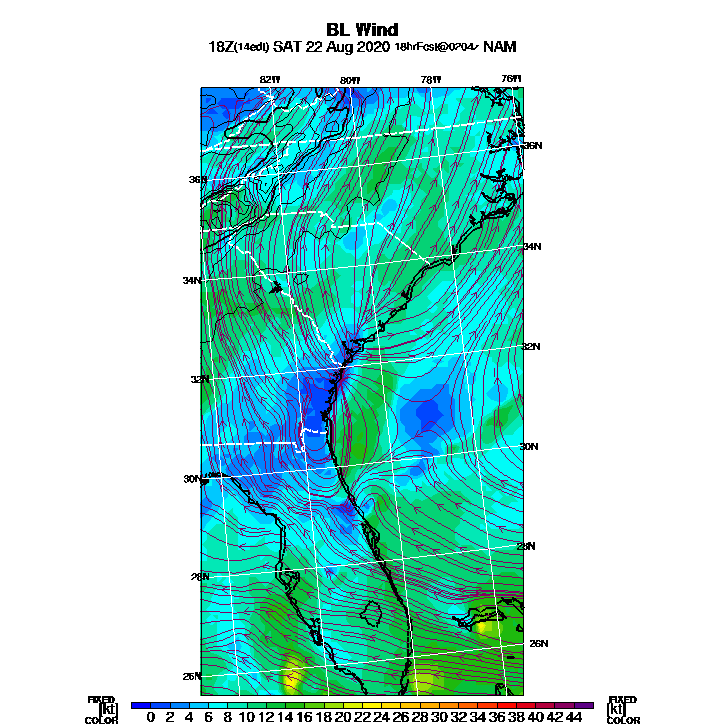 BL Wind
18Z(14edt) SAT 22 Aug 2020 18hrFcst@0204z NAM
82W 80W 78W 76W
36N 36N
34N 34N
32N 32N
30N 30N
28N 28N
26N 26N
FIXED FIXED
[kt] 0 2 4 6 8 10 12 14 16 18 20 22 24 26 28 30 32 34 36 38 40 42 44 [kt]
COLOR COLOR